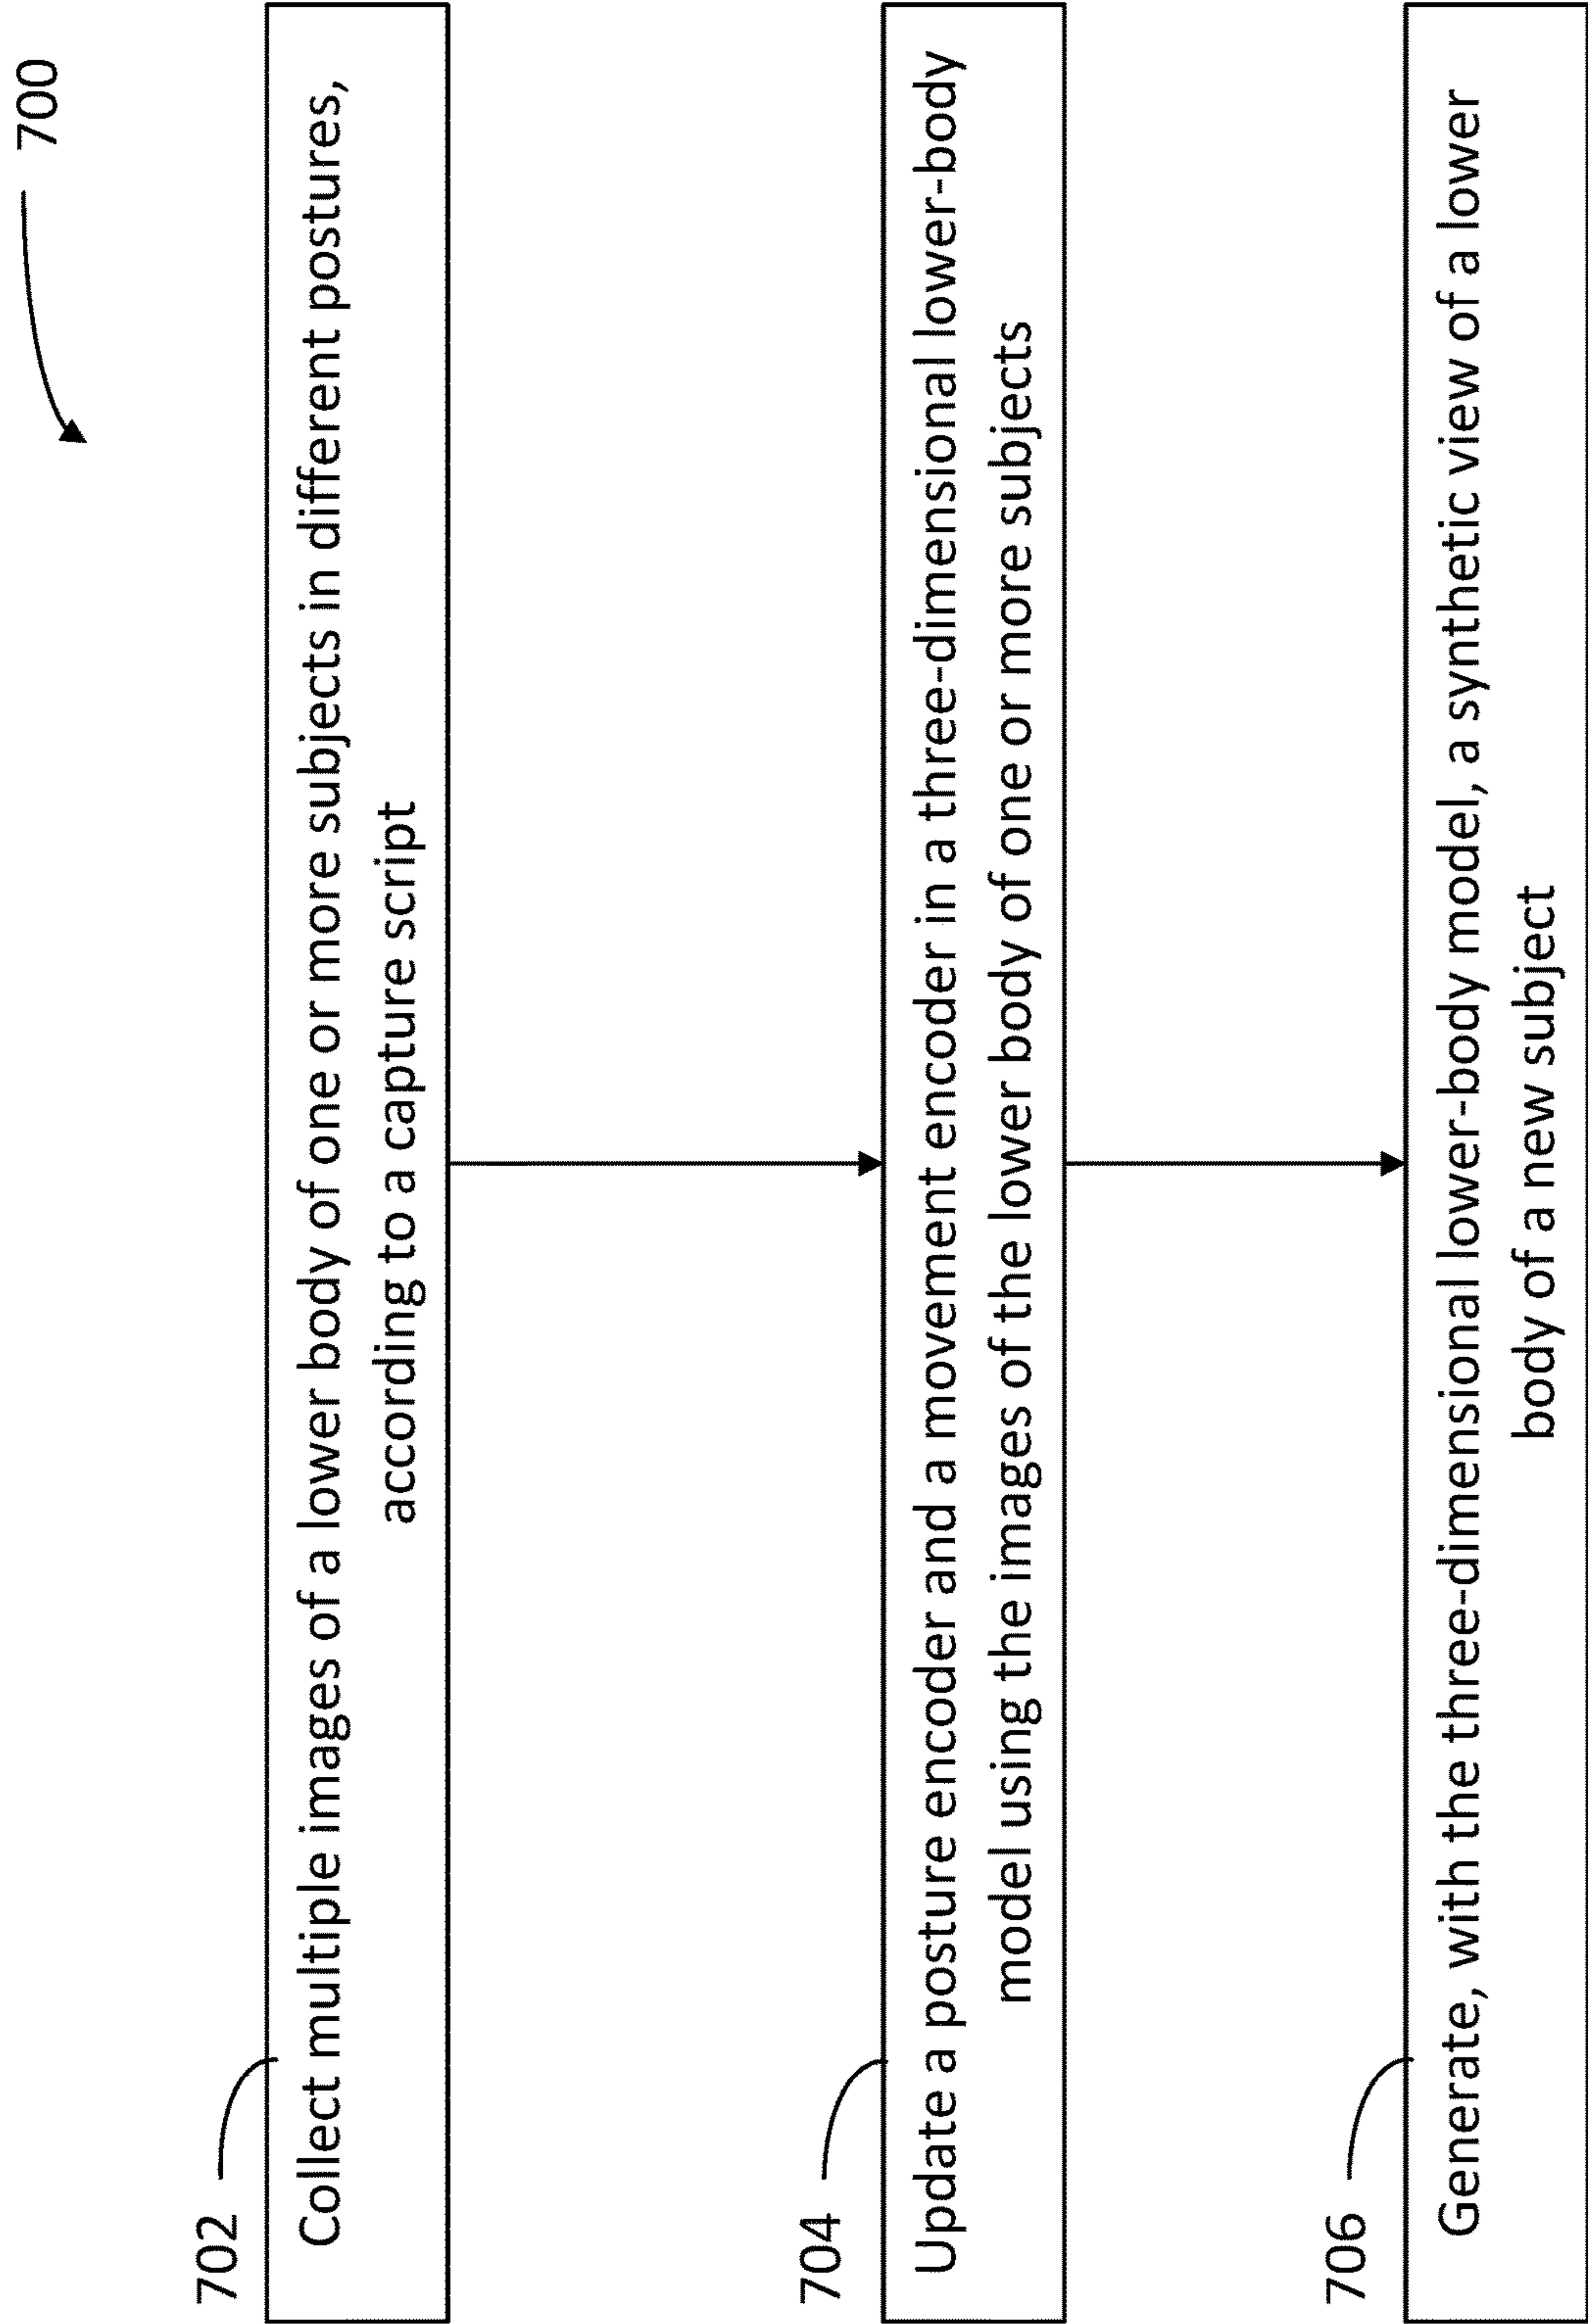 700
702
Collect multiple images of a lower body of one or more subjects in different postures,
according to a capture script
704
Update a posture encoder and a movement encoder in a three-dimensional lower-body
model using the images of the lower body of one or more subjects
706
Generate, with the three-dimensional lower-body model, a synthetic view of a lower
body of a new subject